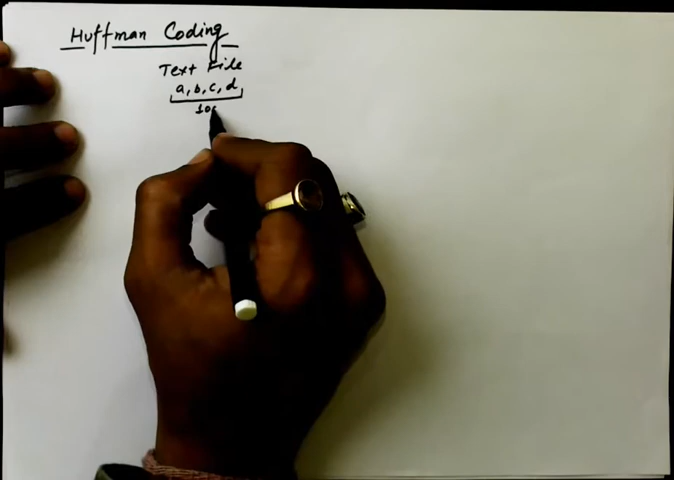 Huffman Coding
Text File
a, b, c, d,